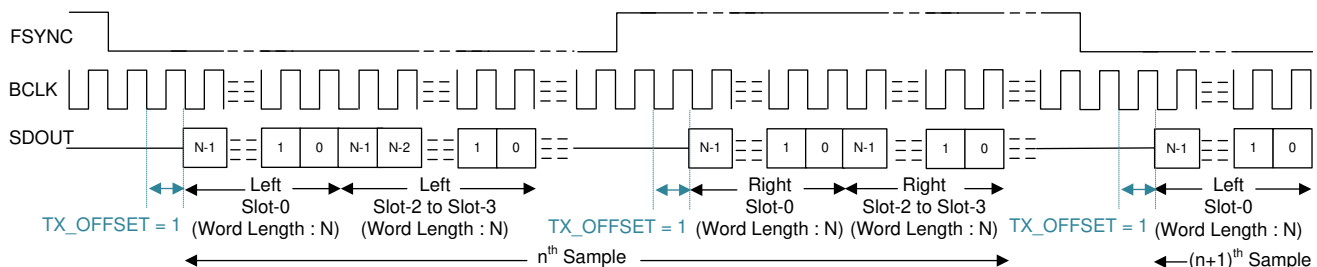 FSYNC
BCLK
SDOUT
N-1 1 0 N-1 N-2 1 0 N-1 1 0 N-1 1 0 N-1 1 0
Left Left Right Right Left
Slot-0 Slot-2 to Slot-3 Slot-0 Slot-2 to Slot-3 Slot-0
TX_OFFSET = 1 (Word Length : N) (Word Length : N) TX_OFFSET = 1 (Word Length : N) (Word Length : N) TX_OFFSET = 1 (Word Length : N)
nth Sample (n+1)th Sample